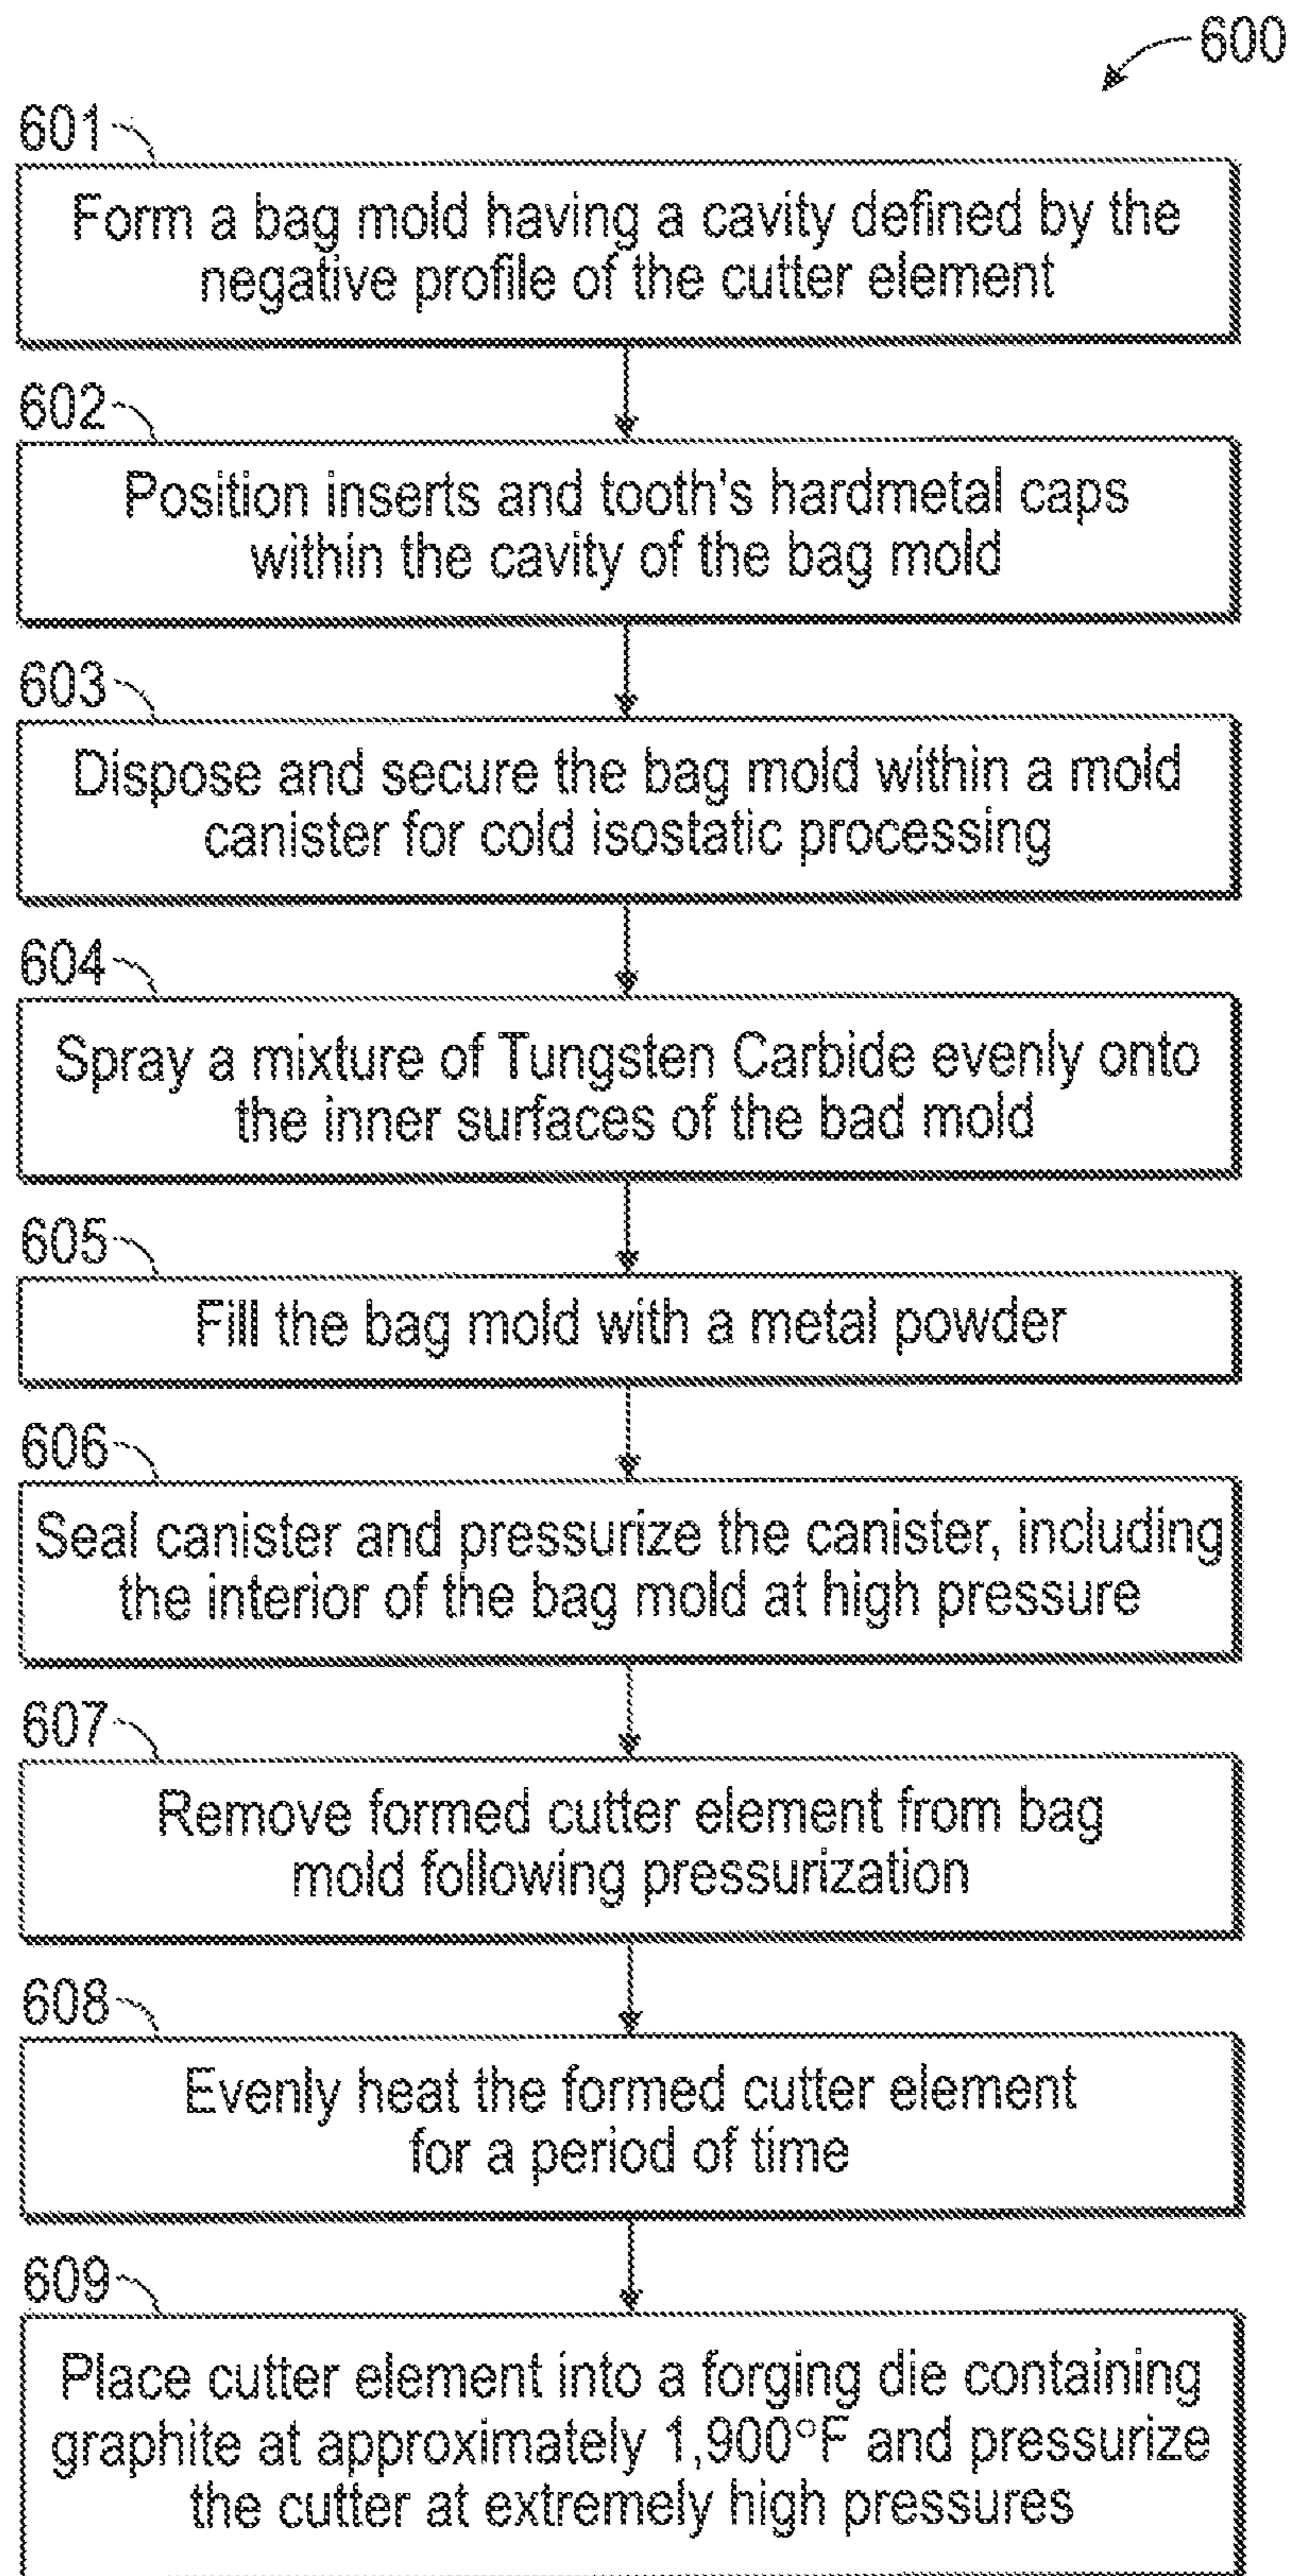 600
601
Form a bag mold having a cavity defined by the
negative profile of the cutter element
602
Position inserts and tooth's hardmetal caps
within the cavity of the bag mold
603
Dispose and secure the bag mold within a mold
canister for cold isostatic processing
604
Spray a mixture of Tungsten Carbide evenly onto
the inner surfaces of the bad mold
605
Fill the bag mold with a metal powder
606
Seal canister and pressurize the canister, including
the interior of the bag mold at high pressure
607
Remove formed cutter element from bag
mold following pressurization
608
Evenly heat the formed cutter element
for a period of time
609
Place cutter element into a forging die containing
graphite at approximately 1,900°F and pressurize
the cutter at extremely high pressures